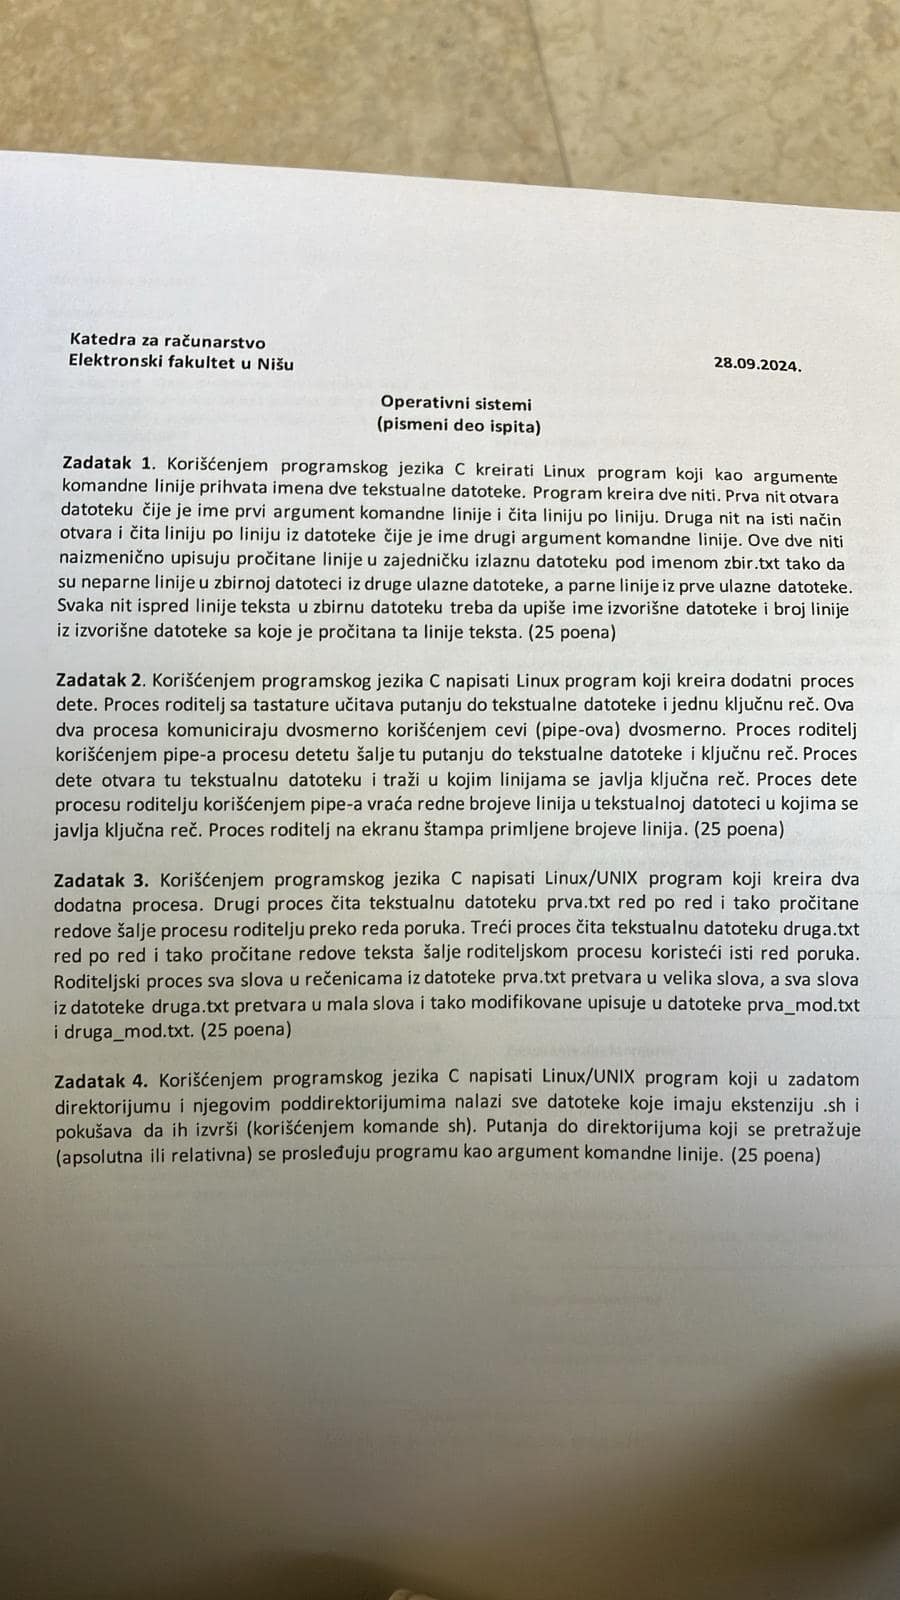 Katedra za računarstvo
Elektronski fakultet u Nišu
28.09.2024.
Operativni sistemi
(pismeni deo ispita)
Zadatak 1. Korišćenjem programskog jezika C kreirati Linux program koji kao argumente
komandne linije prihvata imena dve tekstualne datoteke. Program kreira dve niti. Prva nit otvara
datoteku čije je ime prvi argument komandne linije i čita liniju po liniju. Druga nit na isti način
otvara i čita liniju po liniju iz datoteke čije je ime drugi argument komandne linije. Ove dve niti
naizmenično upisuju pročitane linije u zajedničku izlaznu datoteku pod imenom zbir.txt tako da
su neparne linije u zbirnoj datoteci iz druge ulazne datoteke, a parne linije iz prve ulazne datoteke.
Svaka nit ispred linije teksta u zbirnu datoteku treba da upiše ime izvorišne datoteke i broj linije
iz izvorišne datoteke sa koje je pročitana ta linije teksta. (25 poena)
Zadatak 2. Korišćenjem programskog jezika C napisati Linux program koji kreira dodatni proces
dete. Proces roditelj sa tastature učitava putanju do tekstualne datoteke i jednu ključnu reč. Ova
dva procesa komuniciraju dvosmerno korišćenjem cevi (pipe-ova) dvosmerno. Proces roditelj
korišćenjem pipe-a procesu detetu šalje tu putanju do tekstualne datoteke i ključnu reč. Proces
dete otvara tu tekstualnu datoteku i traži u kojim linijama se javlja ključna reč. Proces dete
procesu roditelju korišćenjem pipe-a vraća redne brojeve linija u tekstualnoj datoteci u kojima se
javlja ključna reč. Proces roditelj na ekranu štampa primljene brojeve linija. (25 poena)
Zadatak 3. Korišćenjem programskog jezika C napisati Linux/UNIX program koji kreira dva
dodatna procesa. Drugi proces čita tekstualnu datoteku prva.txt red po red i tako pročitane
redove šalje procesu roditelju preko reda poruka. Treći proces čita tekstualnu datoteku druga.txt
red po red i tako pročitane redove teksta šalje roditeljskom procesu koristeći isti red poruka.
Roditeljski proces sva slova u rečenicama iz datoteke prva.txt pretvara u velika slova, a sva slova
iz datoteke druga.txt pretvara u mala slova i tako modifikovane upisuje u datoteke prva_mod.txt
i druga_mod.txt. (25 poena)
Zadatak 4. Korišćenjem programskog jezika C napisati Linux/UNIX program koji u zadatom
direktorijumu i njegovim poddirektorijumima nalazi sve datoteke koje imaju ekstenziju .sh i
pokušava da ih izvrši (korišćenjem komande sh). Putanja do direktorijuma koji se pretražuje
(apsolutna ili relativna) se prosleđuju programu kao argument komandne linije. (25 poena)